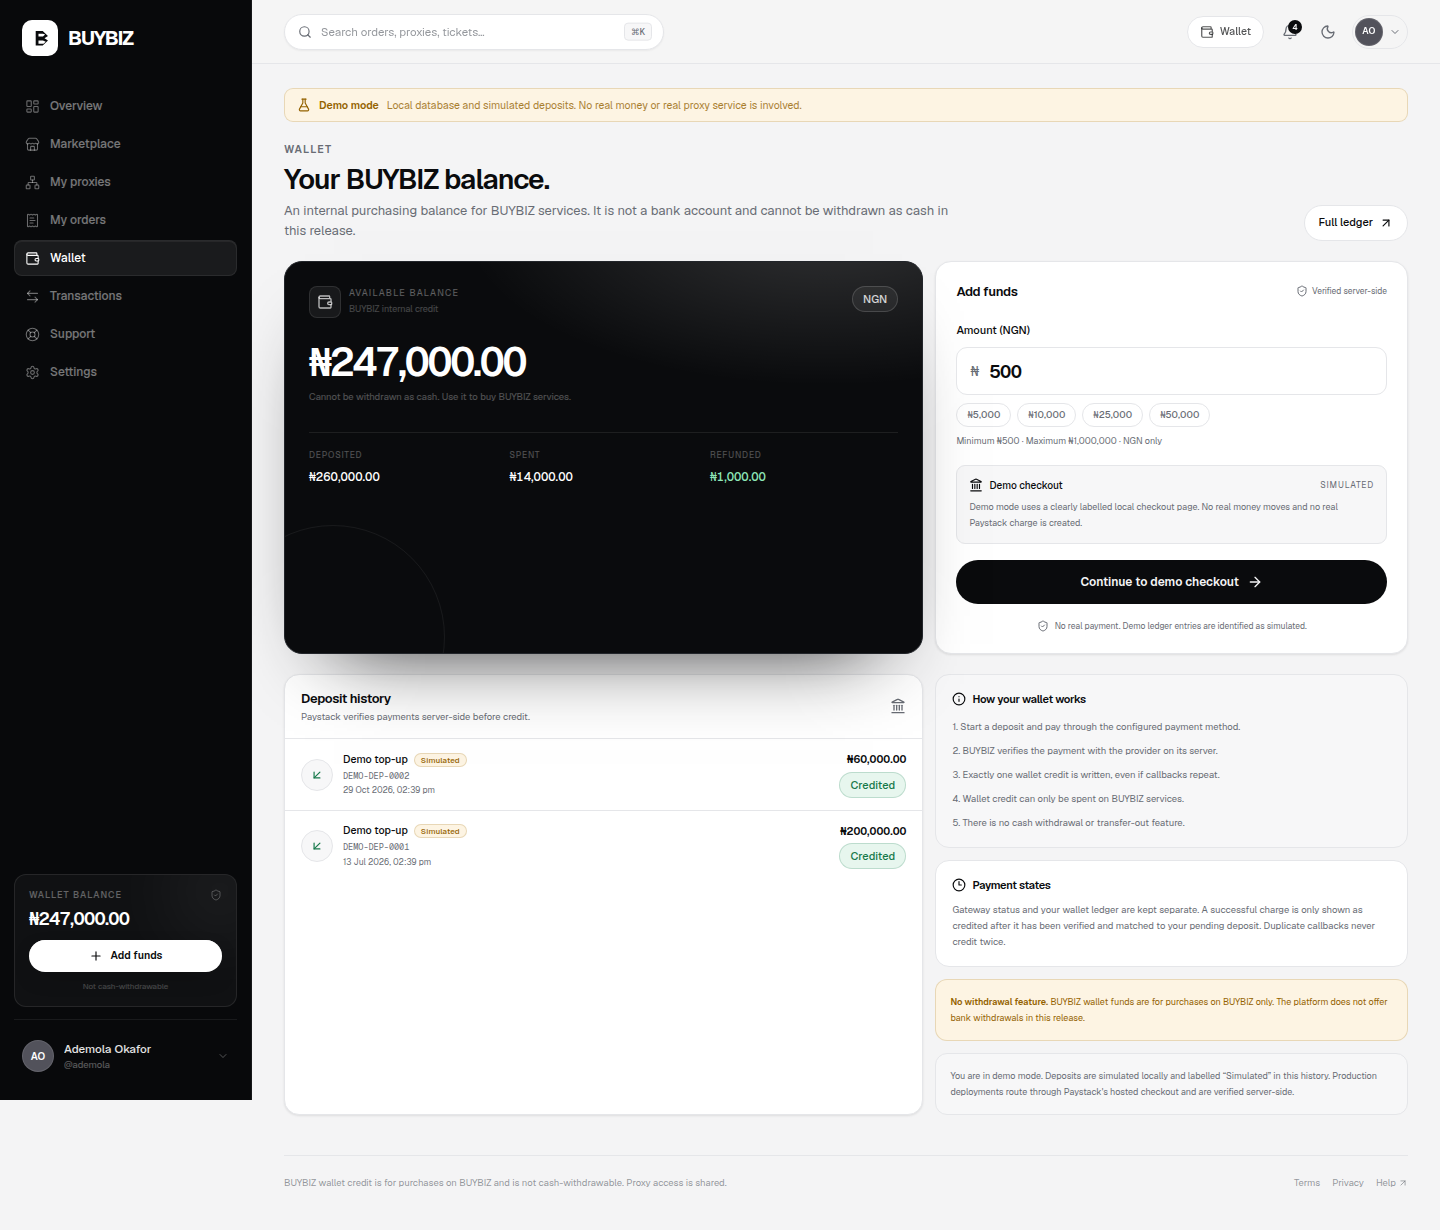 BUYBIZ
Search orders, proxies, tickets...
⌘K
Wallet
4
AO
Overview
Marketplace
My proxies
My orders
Wallet
Transactions
Support
Settings
WALLET BALANCE
₦247,000.00
Add funds
Not cash-withdrawable
AO
Ademola Okafor
@ademola
Demo mode Local database and simulated deposits. No real money or real proxy service is involved.
WALLET
Your BUYBIZ balance.
An internal purchasing balance for BUYBIZ services. It is not a bank account and cannot be withdrawn as cash in
this release.
Full ledger
AVAILABLE BALANCE
BUYBIZ internal credit
NGN
₦247,000.00
Cannot be withdrawn as cash. Use it to buy BUYBIZ services.
DEPOSITED SPENT REFUNDED
₦260,000.00 ₦14,000.00 ₦1,000.00
Add funds
Verified server-side
Amount (NGN)
₦ 500
₦5,000 ₦10,000 ₦25,000 ₦50,000
Minimum ₦500 · Maximum ₦1,000,000 · NGN only
Demo checkout SIMULATED
Demo mode uses a clearly labelled local checkout page. No real money moves and no real
Paystack charge is created.
Continue to demo checkout
No real payment. Demo ledger entries are identified as simulated.
Deposit history
Paystack verifies payments server-side before credit.
Demo top-up Simulated ₦60,000.00
DEMO-DEP-0002
29 Oct 2026, 02:39 pm
Credited
Demo top-up Simulated ₦200,000.00
DEMO-DEP-0001
13 Jul 2026, 02:39 pm
Credited
How your wallet works
1. Start a deposit and pay through the configured payment method.
2. BUYBIZ verifies the payment with the provider on its server.
3. Exactly one wallet credit is written, even if callbacks repeat.
4. Wallet credit can only be spent on BUYBIZ services.
5. There is no cash withdrawal or transfer-out feature.
Payment states
Gateway status and your wallet ledger are kept separate. A successful charge is only shown as
credited after it has been verified and matched to your pending deposit. Duplicate callbacks never
credit twice.
No withdrawal feature. BUYBIZ wallet funds are for purchases on BUYBIZ only. The platform does not offer
bank withdrawals in this release.
You are in demo mode. Deposits are simulated locally and labelled “Simulated” in this history. Production
deployments route through Paystack's hosted checkout and are verified server-side.
BUYBIZ wallet credit is for purchases on BUYBIZ and is not cash-withdrawable. Proxy access is shared.
Terms Privacy Help